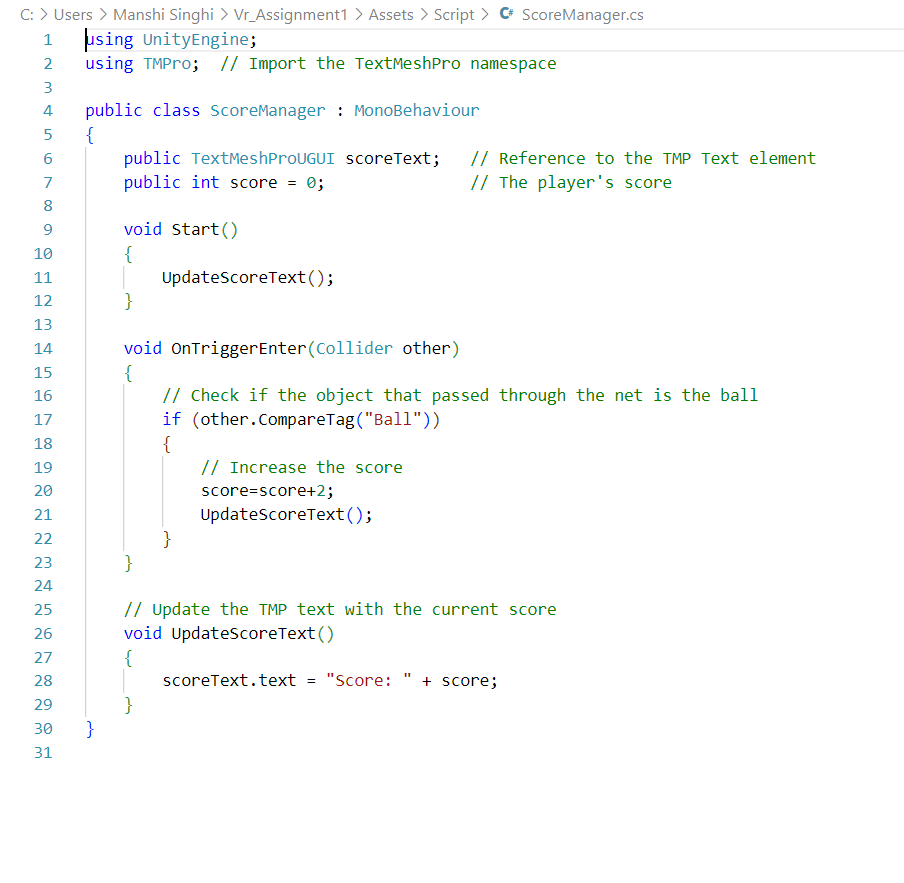 C: > Users > Manshi Singhi > Vr_Assignment1 > Assets > Script > C# ScoreManager.cs
1 using UnityEngine;
2 using TMPro;  // Import the TextMeshPro namespace
3
4 public class ScoreManager : MonoBehaviour
5 {
6     public TextMeshProUGUI scoreText;   // Reference to the TMP Text element
7     public int score = 0;               // The player's score
8
9     void Start()
10     {
11         UpdateScoreText();
12     }
13
14     void OnTriggerEnter(Collider other)
15     {
16         // Check if the object that passed through the net is the ball
17         if (other.CompareTag("Ball"))
18         {
19             // Increase the score
20             score=score+2;
21             UpdateScoreText();
22         }
23     }
24
25     // Update the TMP text with the current score
26     void UpdateScoreText()
27     {
28         scoreText.text = "Score: " + score;
29     }
30 }
31